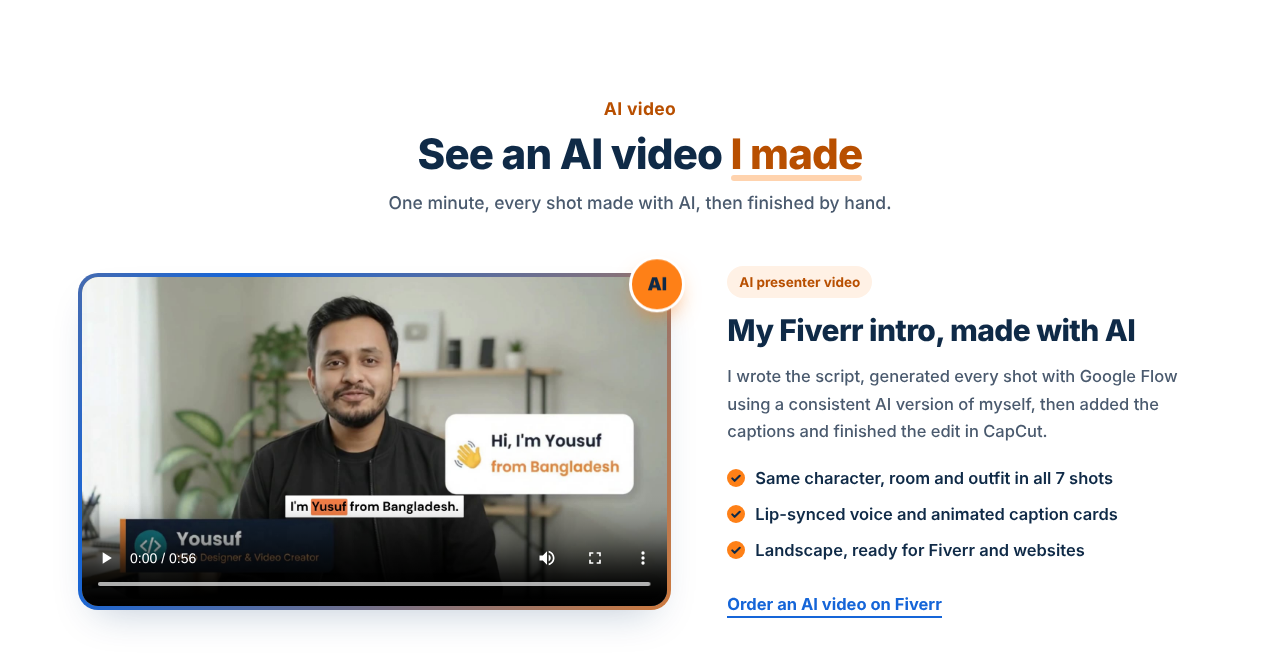 AI video
See an AI video I made
One minute, every shot made with AI, then finished by hand.
AI
Hi, I'm Yousuf
from Bangladesh
I'm Yusuf from Bangladesh.
Yousuf
Designer & Video Creator
0:00 / 0:56
AI presenter video
My Fiverr intro, made with AI
I wrote the script, generated every shot with Google Flow
using a consistent AI version of myself, then added the
captions and finished the edit in CapCut.
Same character, room and outfit in all 7 shots
Lip-synced voice and animated caption cards
Landscape, ready for Fiverr and websites
Order an AI video on Fiverr